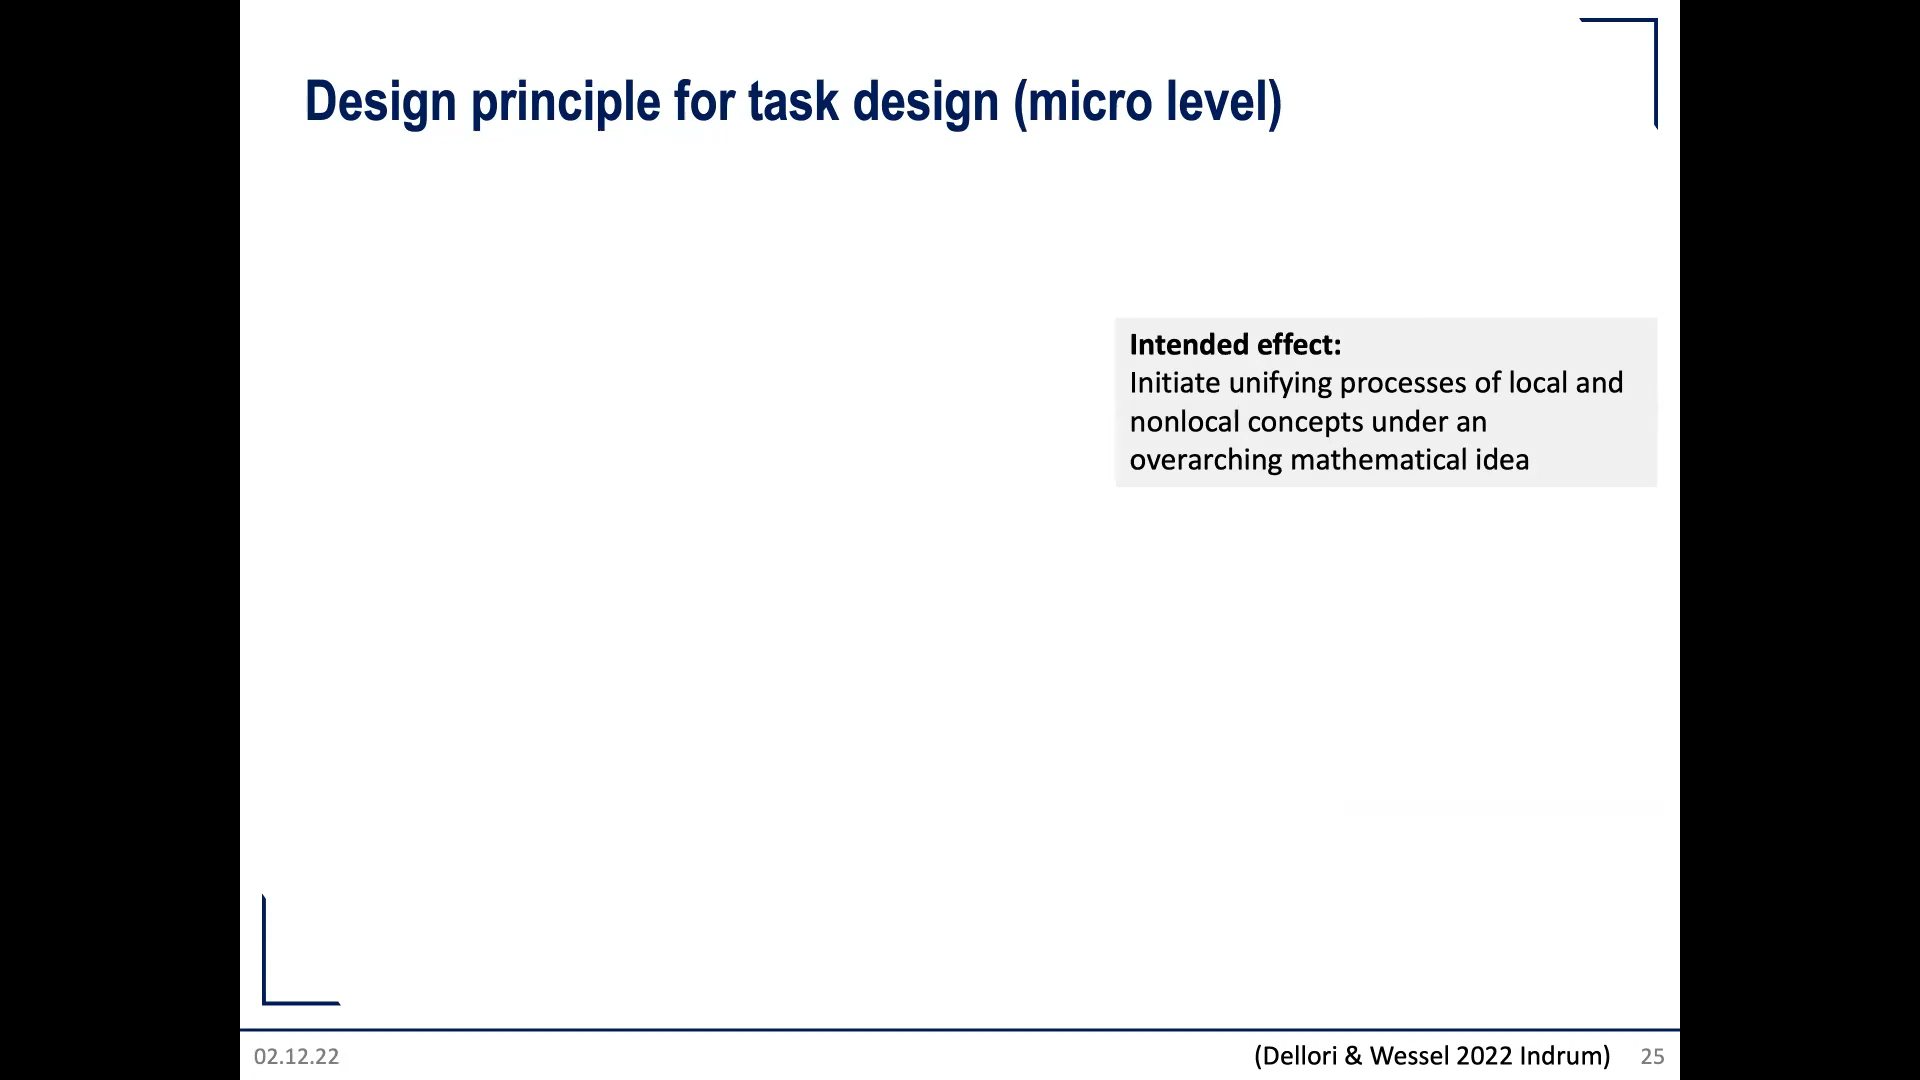 Design principle for task design (micro level)
Intended effect:
Initiate unifying processes of local and
nonlocal concepts under an
overarching mathematical idea
02.12.22
(Dellori & Wessel 2022 Indrum)
25